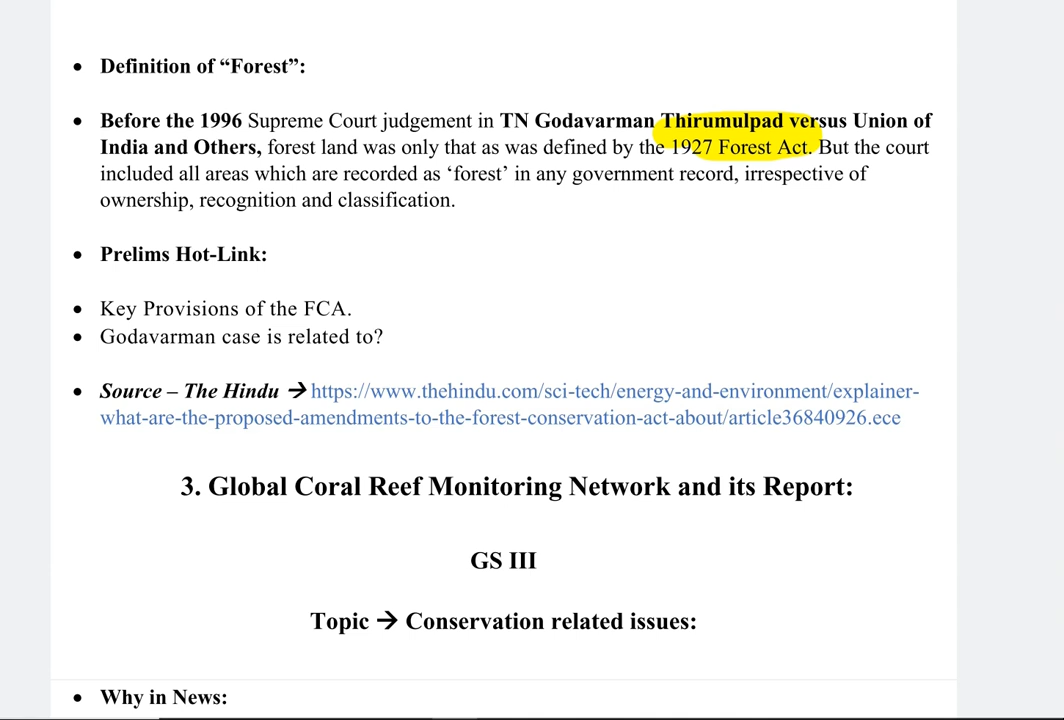 • Definition of “Forest”:
• Before the 1996 Supreme Court judgement in TN Godavarman Thirumulpad versus Union of
India and Others, forest land was only that as was defined by the 1927 Forest Act. But the court
included all areas which are recorded as ‘forest’ in any government record, irrespective of
ownership, recognition and classification.
• Prelims Hot-Link:
• Key Provisions of the FCA.
• Godavarman case is related to?
• Source – The Hindu → https://www.thehindu.com/sci-tech/energy-and-environment/explainer-
what-are-the-proposed-amendments-to-the-forest-conservation-act-about/article36840926.ece
3. Global Coral Reef Monitoring Network and its Report:
GS III
Topic → Conservation related issues:
• Why in News: